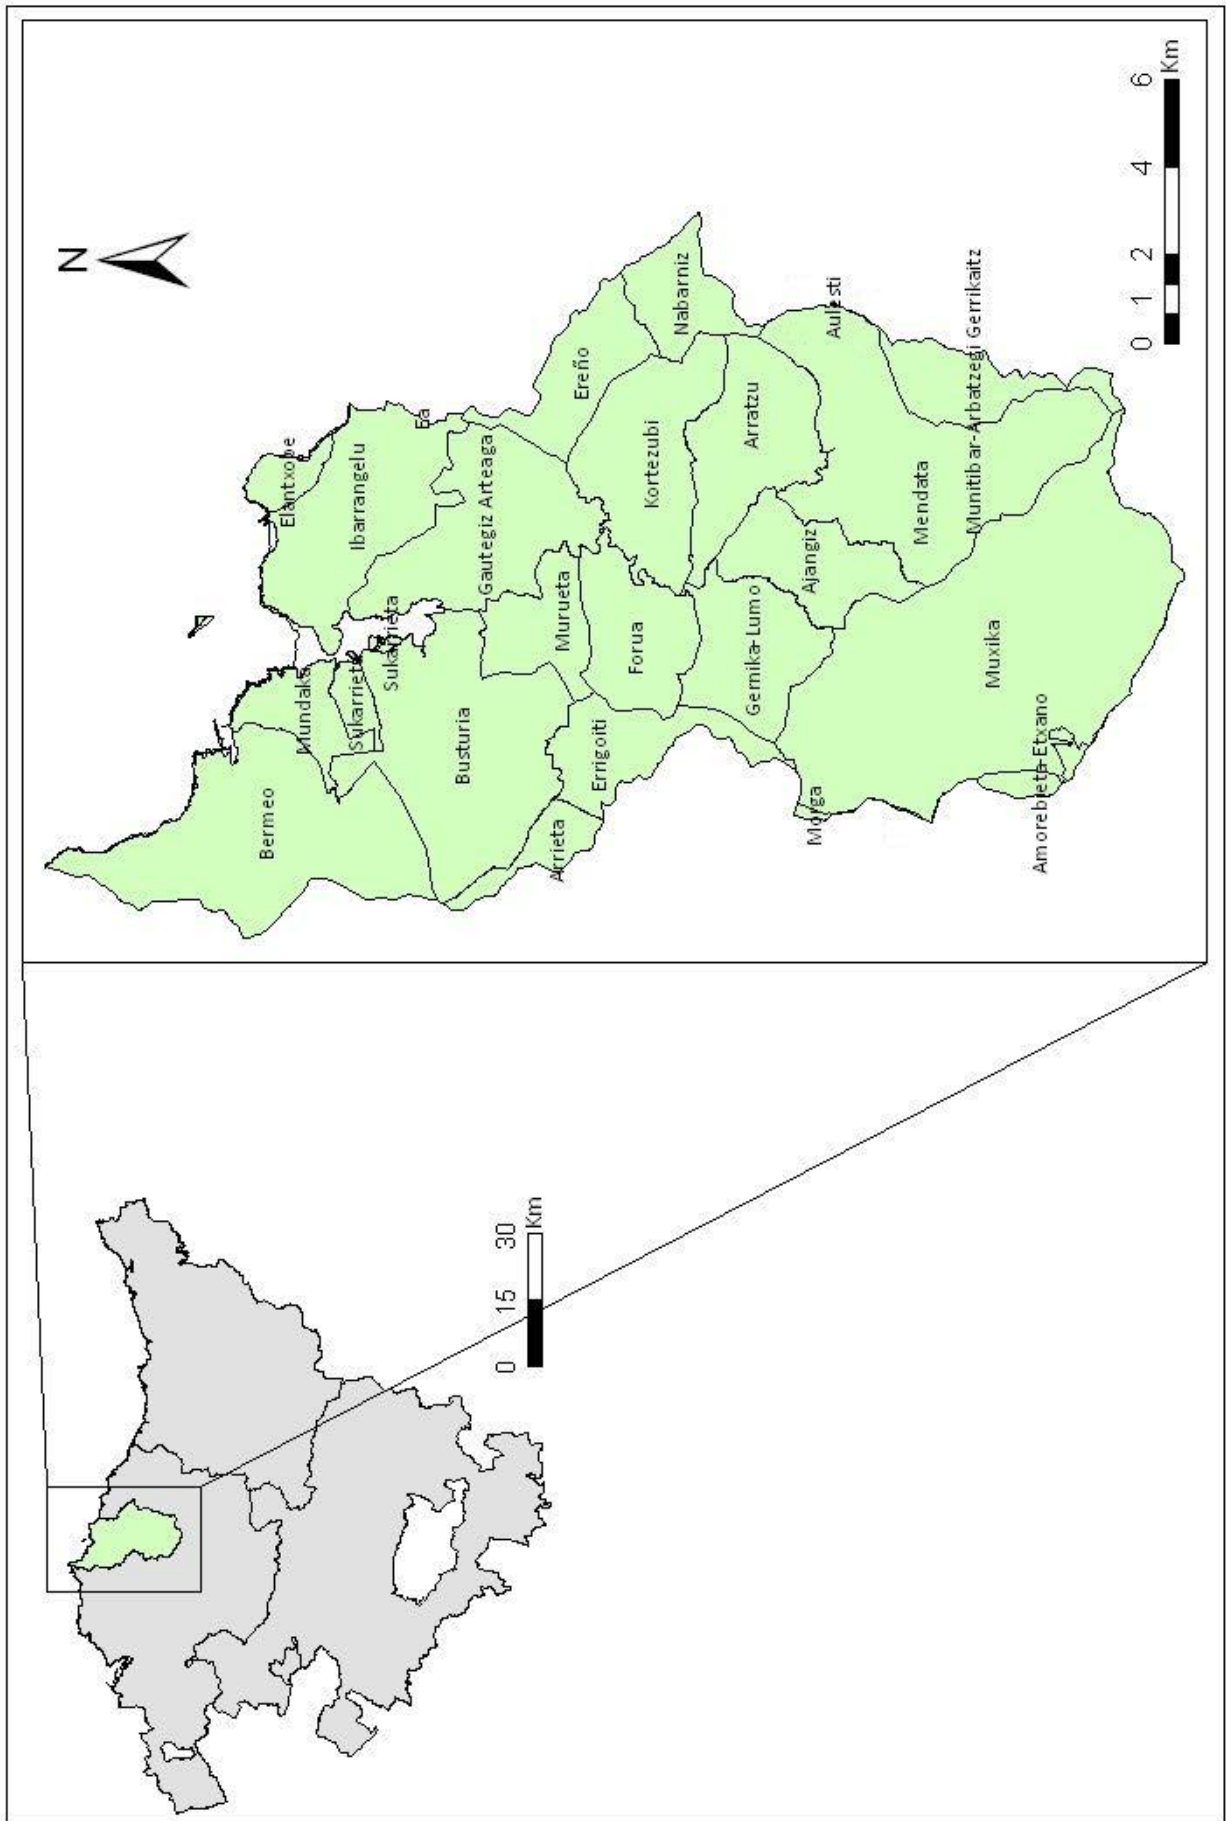 N
Bermeo
Elantxobe
Mundaka
Sukarrieta
Ibarrangelu
Sukarrieta
Ea
Busturia
Gautegiz Arteaga
Arrieta
Murueta
Ereño
Errigoiti
Forua
Kortezubi
Nabarniz
Arratzu
Gernika-Lumo
Ajangiz
Morga
Aulesti
Mendata
Munitibar-Arbatzegi Gerrikaitz
Muxika
Amorebieta-Etxano
0 1 2 4 6
Km
0 15 30
Km